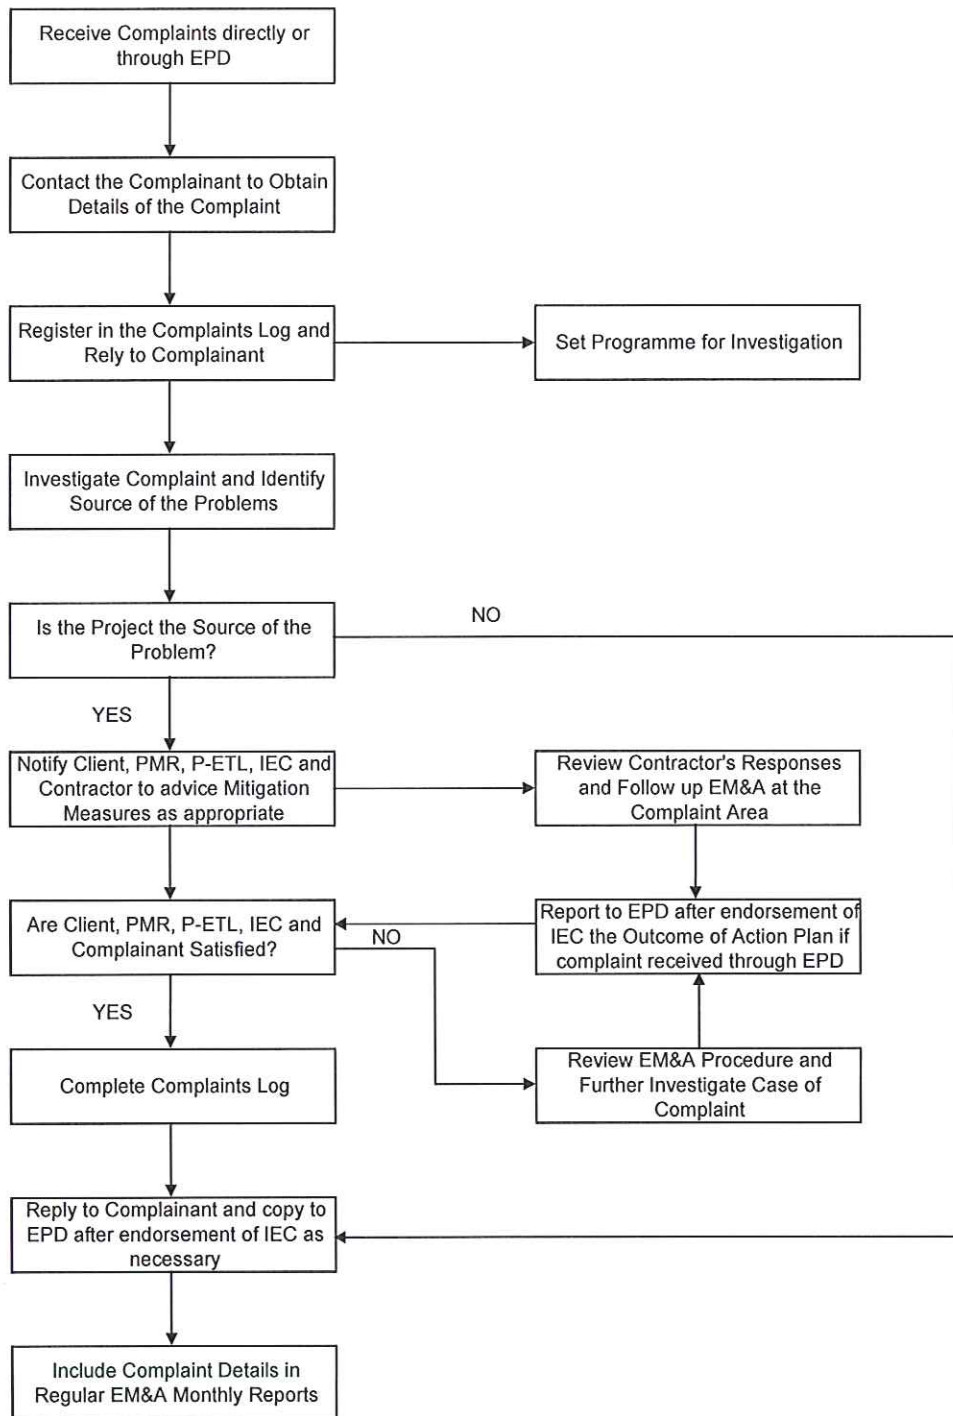 Receive Complaints directly or
through EPD
Contact the Complainant to Obtain
Details of the Complaint
Register in the Complaints Log and
Rely to Complainant
Set Programme for Investigation
Investigate Complaint and Identify
Source of the Problems
Is the Project the Source of the
Problem?
NO
YES
Notify Client, PMR, P-ETL, IEC and
Contractor to advice Mitigation
Measures as appropriate
Review Contractor's Responses
and Follow up EM&A at the
Complaint Area
Are Client, PMR, P-ETL, IEC and
Complainant Satisfied?
NO
Report to EPD after endorsement of
IEC the Outcome of Action Plan if
complaint received through EPD
YES
Complete Complaints Log
Review EM&A Procedure and
Further Investigate Case of
Complaint
Reply to Complainant and copy to
EPD after endorsement of IEC as
necessary
Include Complaint Details in
Regular EM&A Monthly Reports